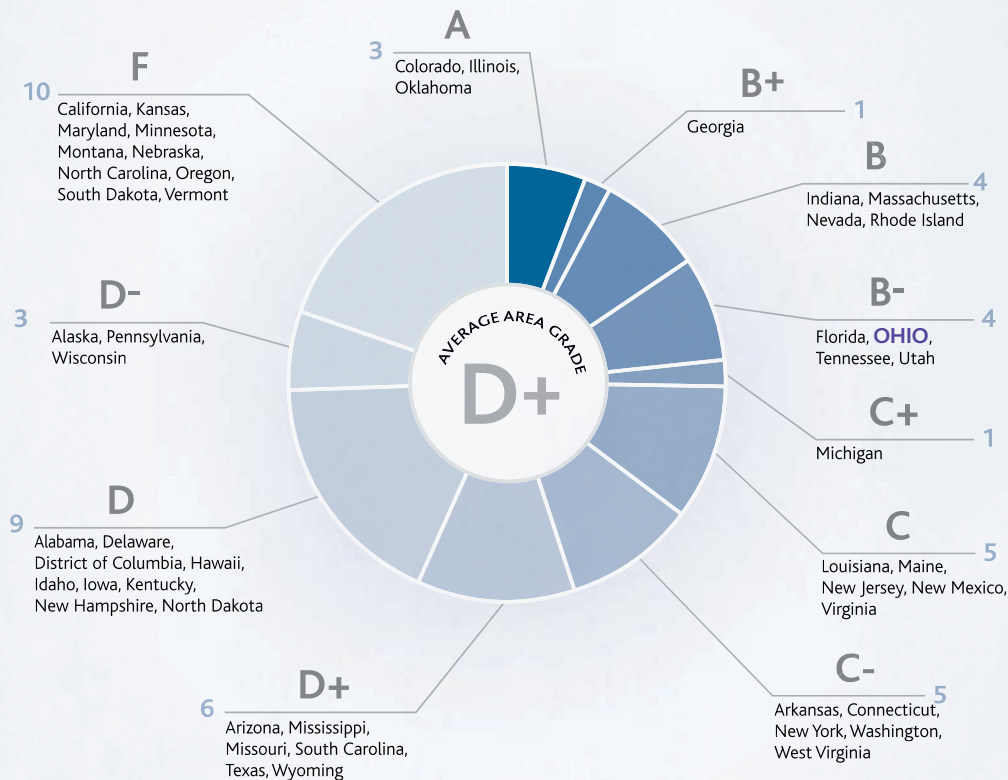 A
3
Colorado, Illinois,
Oklahoma
B+
1
Georgia
B
4
Indiana, Massachusetts,
Nevada, Rhode Island
B-
4
Florida, OHIO,
Tennessee, Utah
C+
1
Michigan
C
5
Louisiana, Maine,
New Jersey, New Mexico,
Virginia
C-
5
Arkansas, Connecticut,
New York, Washington,
West Virginia
D+
6
Arizona, Mississippi,
Missouri, South Carolina,
Texas, Wyoming
D
9
Alabama, Delaware,
District of Columbia, Hawaii,
Idaho, Iowa, Kentucky,
New Hampshire, North Dakota
D-
3
Alaska, Pennsylvania,
Wisconsin
F
10
California, Kansas,
Maryland, Minnesota,
Montana, Nebraska,
North Carolina, Oregon,
South Dakota, Vermont
AVERAGE AREA GRADE
D+